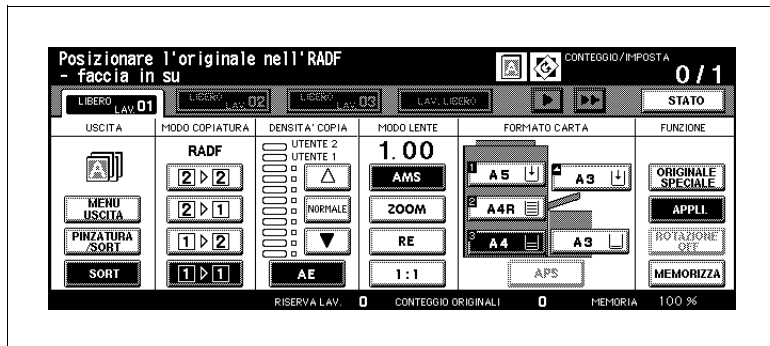 Posizionare l'originale nell'RADF
- faccia in su
CONTEGGIO/IMPOSTA
0/1
LIBERO LAV. 01
LIBERO LAV. 02
LIBERO LAV. 03
LAV. LIBERO
STATO
USCITA
MODO COPIATURA
DENSITA' COPIA
MODO LENTE
FORMATO CARTA
FUNZIONE
MENU USCITA
PINZATURA /SORT
SORT
RADF
2 ▷ 2
2 ▷ 1
1 ▷ 2
1 ▷ 1
UTENTE 2
UTENTE 1
NORMALE
AE
1.00
AMS
ZOOM
RE
1:1
1 A5
A3
2 A4R
3 A4
A3
APS
ORIGINALE SPECIALE
APPLI.
ROTAZIONE OFF
MEMORIZZA
RISERVA LAV. 0 CONTEGGIO ORIGINALI 0 MEMORIA 100 %